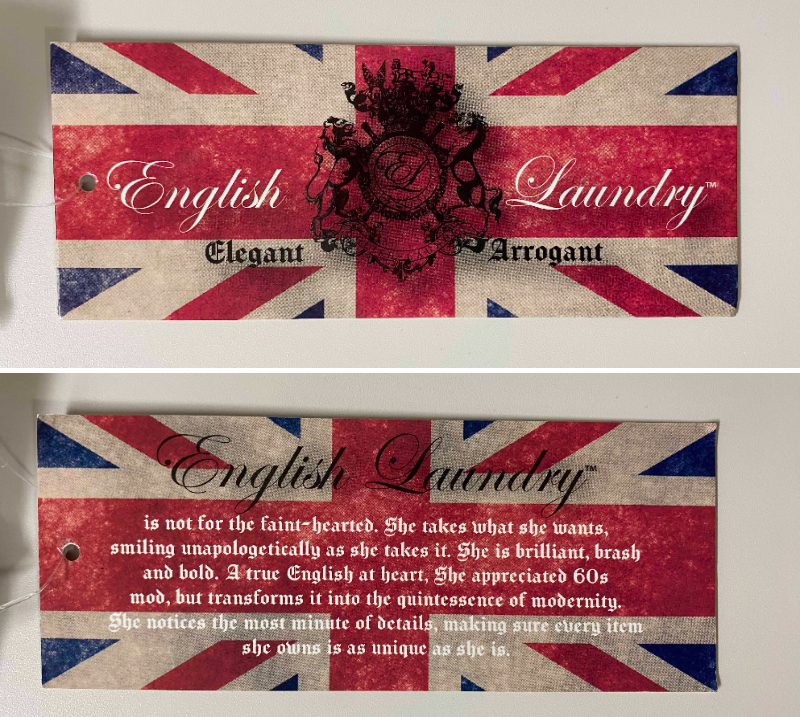 English Laundry™
EL
Elegant Arrogant
English Laundry™
is not for the faint-hearted. She takes what she wants,
smiling unapologetically as she takes it. She is brilliant, brash
and bold. A true English at heart, She appreciated 60s
mod, but transforms it into the quintessence of modernity.
She notices the most minute of details, making sure every item
she owns is as unique as she is.